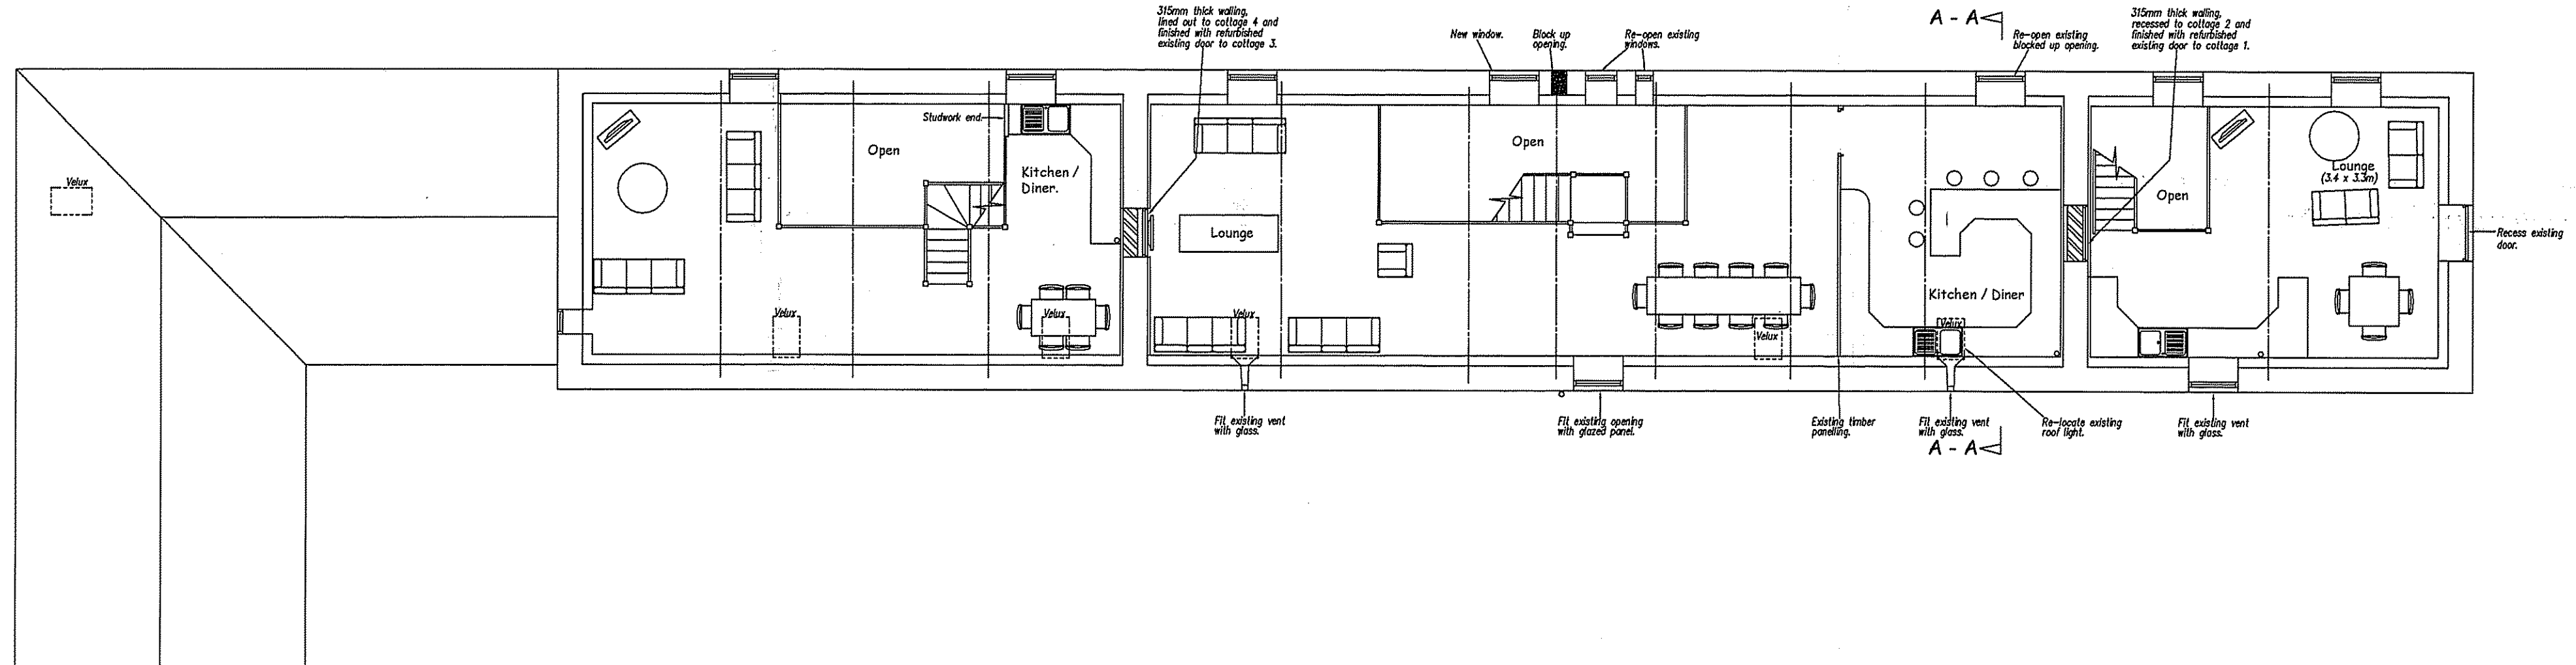 315mm thick walling,
lined out to cottage 4 and
finished with refurbished
existing door to cottage 3.
New window.
Block up
opening.
Re-open existing
windows.
A - A
Re-open existing
blocked up opening.
315mm thick walling,
recessed to cottage 2 and
finished with refurbished
existing door to cottage 1.
Velux
Studwork end.
Open
Kitchen /
Diner.
Velux
Velux
Lounge
Velux
Open
Velux
Kitchen / Diner
Velux
Open
Lounge
(3.4 x 3.3m)
Recess existing
door.
Fit existing vent
with glass.
Fit existing opening
with glazed panel.
Existing timber
panelling.
Fit existing vent
with glass.
A - A
Re-locate existing
roof light.
Fit existing vent
with glass.